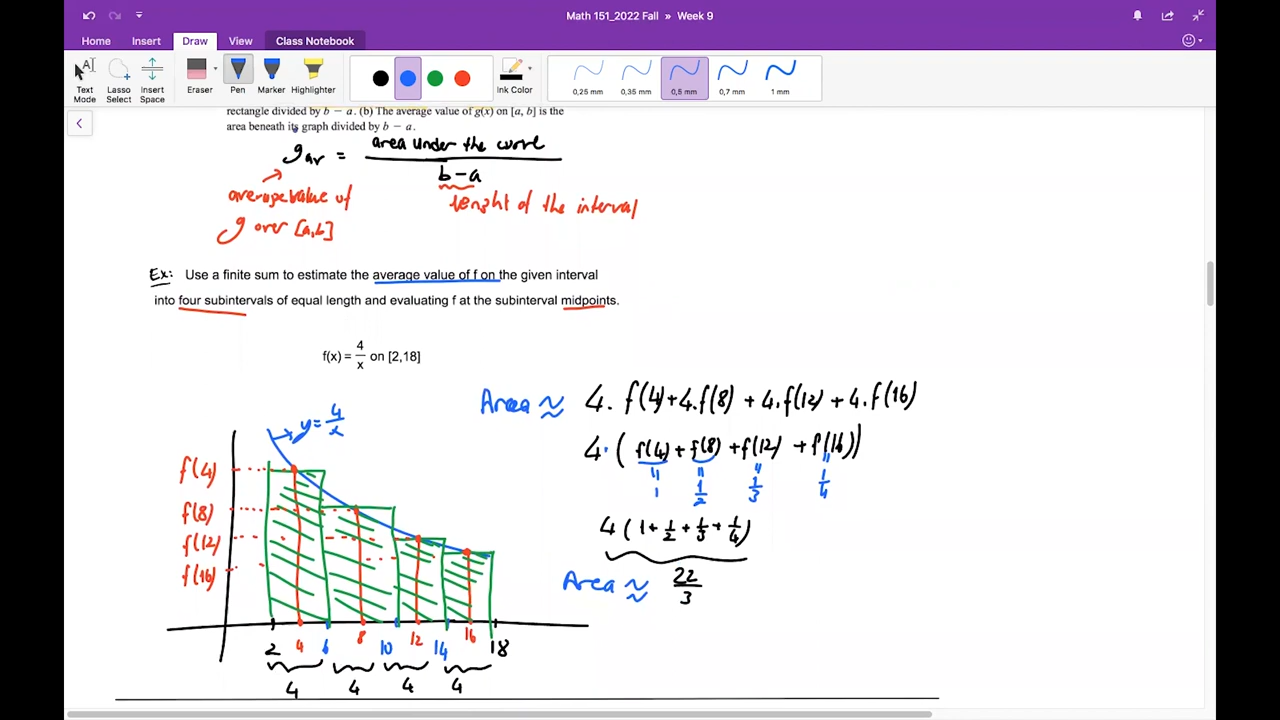 Math 151_2022 Fall » Week 9
Home Insert Draw View Class Notebook
Text Mode Lasso Select Insert Space Eraser Pen Marker Highlighter Ink Color 0,25 mm 0,35 mm 0,5 mm 0,7 mm 1 mm
rectangle divided by b − a. (b) The average value of g(x) on [a, b] is the
area beneath its graph divided by b − a.
g av = area under the curve / b-a
average value of g over [a,b]
lenght of the interval
Ex: Use a finite sum to estimate the average value of f on the given interval
into four subintervals of equal length and evaluating f at the subinterval midpoints.
f(x) = 4/x on [2,18]
Area ≈ 4. f(4)+4.f(8) + 4.f(12) + 4.f(16)
4. ( f(4) + f(8) + f(12) + f(16))
" " " "
1 1/2 1/3 1/4
4 ( 1 + 1/2 + 1/3 + 1/4 )
Area ≈ 22/3
y = 4/x
f(4)
f(8)
f(12)
f(16)
2 4 6 8 10 12 14 16 18
4 4 4 4